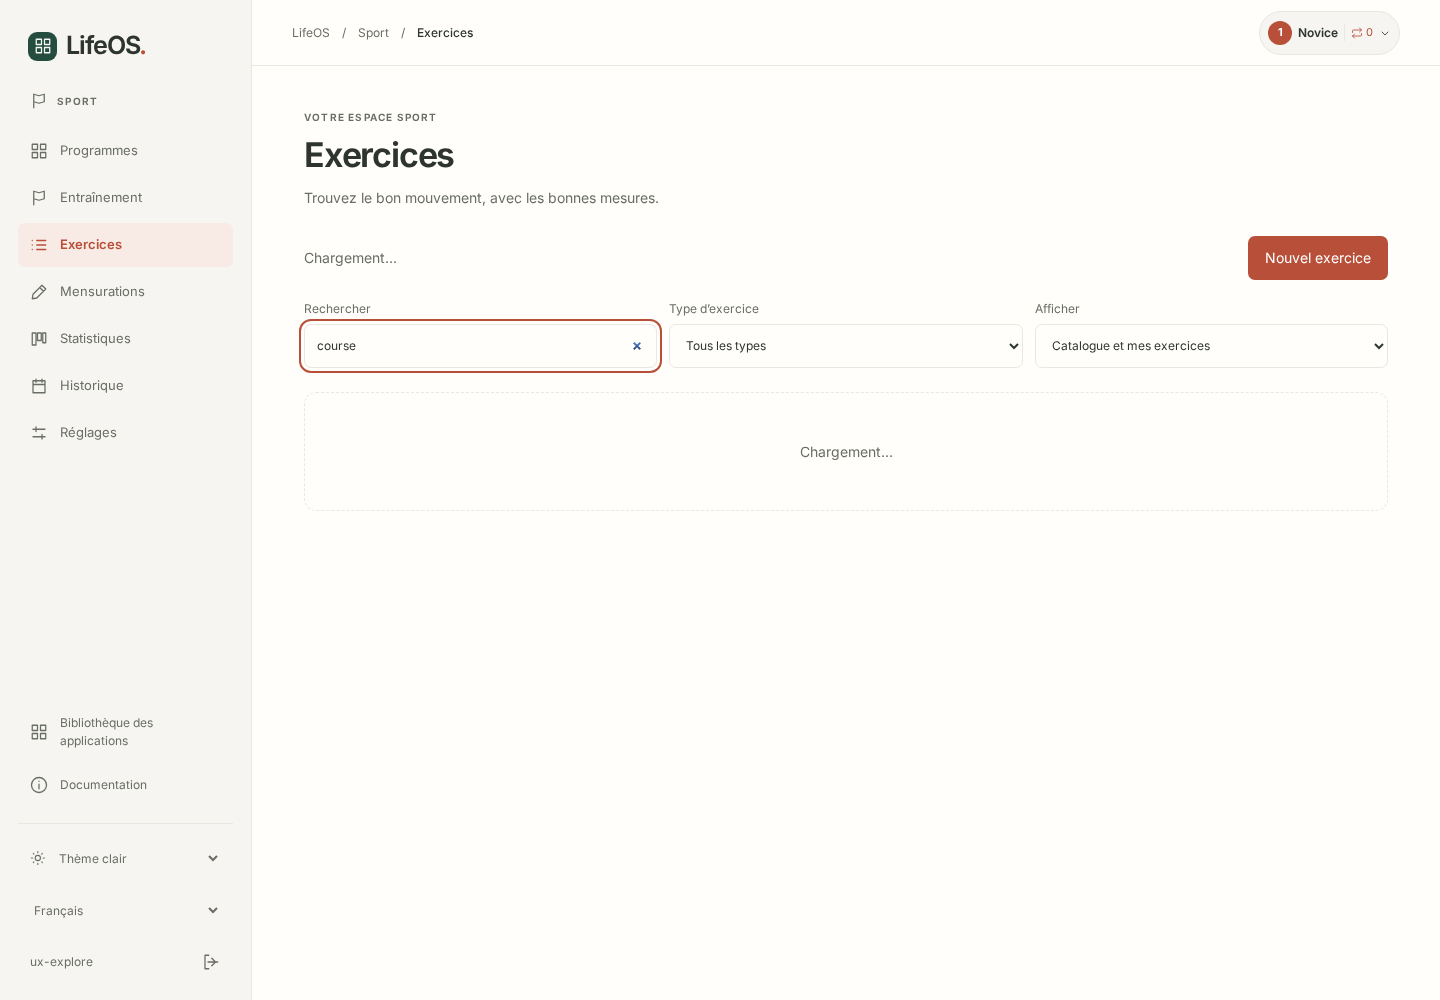 LifeOS.
SPORT
Programmes
Entraînement
Exercices
Mensurations
Statistiques
Historique
Réglages
Bibliothèque des
applications
Documentation
Thème clair
Français
ux-explore
LifeOS / Sport / Exercices
1 Novice 0
VOTRE ESPACE SPORT
Exercices
Trouvez le bon mouvement, avec les bonnes mesures.
Chargement…
Nouvel exercice
Rechercher
course
Type d’exercice
Tous les types
Afficher
Catalogue et mes exercices
Chargement…